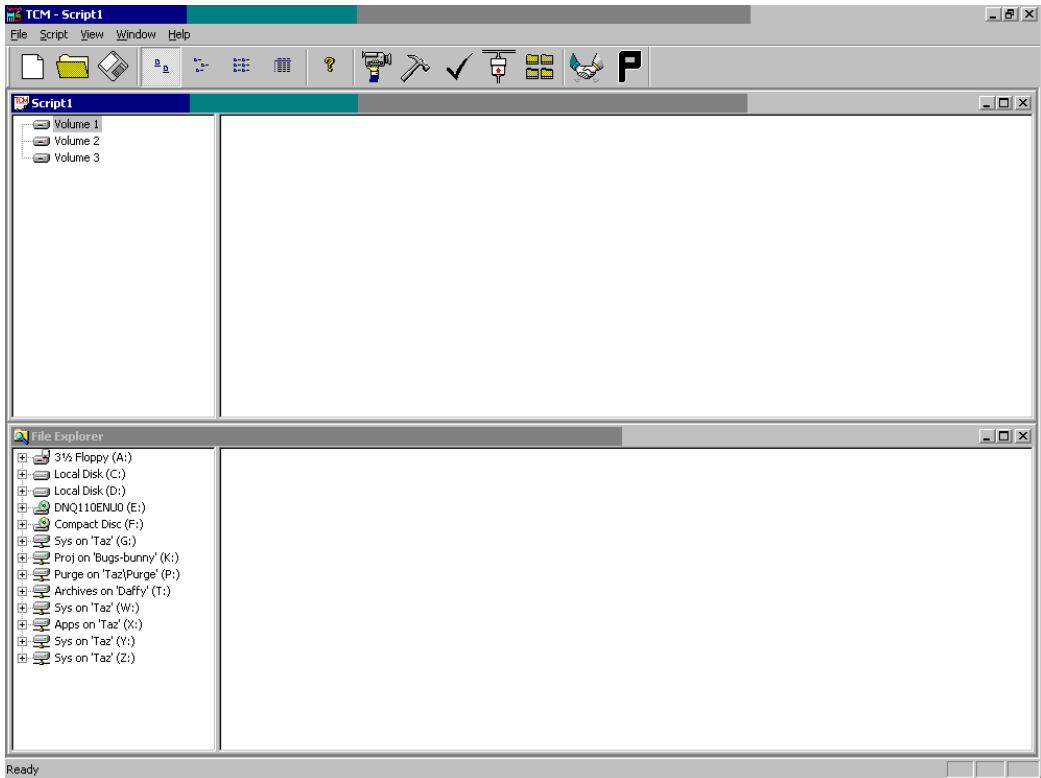 TCM - Script1
File Script View Window Help
Script1
Volume 1
Volume 2
Volume 3
File Explorer
3½ Floppy (A:)
Local Disk (C:)
Local Disk (D:)
DNQ110ENU0 (E:)
Compact Disc (F:)
Sys on 'Taz' (G:)
Proj on 'Bugs-bunny' (K:)
Purge on 'Taz\Purge' (P:)
Archives on 'Daffy' (T:)
Sys on 'Taz' (W:)
Apps on 'Taz' (X:)
Sys on 'Taz' (Y:)
Sys on 'Taz' (Z:)
Ready